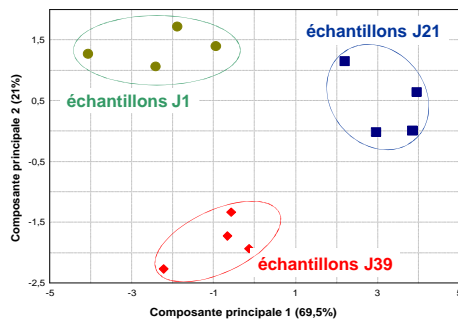 échantillons J21
échantillons J1
échantillons J39
Composante principale 2 (21%)
1,5
0,5
-0,5
-1,5
-2,5
-5
-3
-1
1
3
5
Composante principale 1 (69,5%)